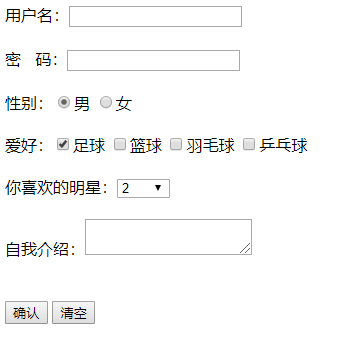 用户名：
密 码：
性别： 男 女
爱好： 足球 篮球 羽毛球 乒乓球
你喜欢的明星： 2
自我介绍：
确认 清空